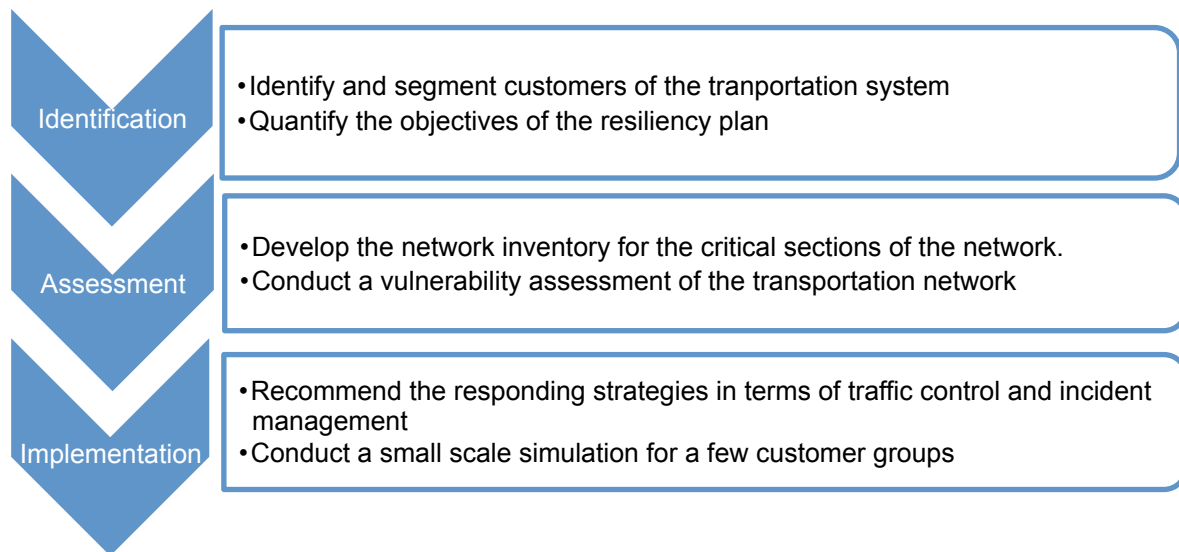 Identification
•Identify and segment customers of the tranportation system
•Quantify the objectives of the resiliency plan
Assessment
•Develop the network inventory for the critical sections of the network.
•Conduct a vulnerability assessment of the transportation network
Implementation
•Recommend the responding strategies in terms of traffic control and incident
management
•Conduct a small scale simulation for a few customer groups